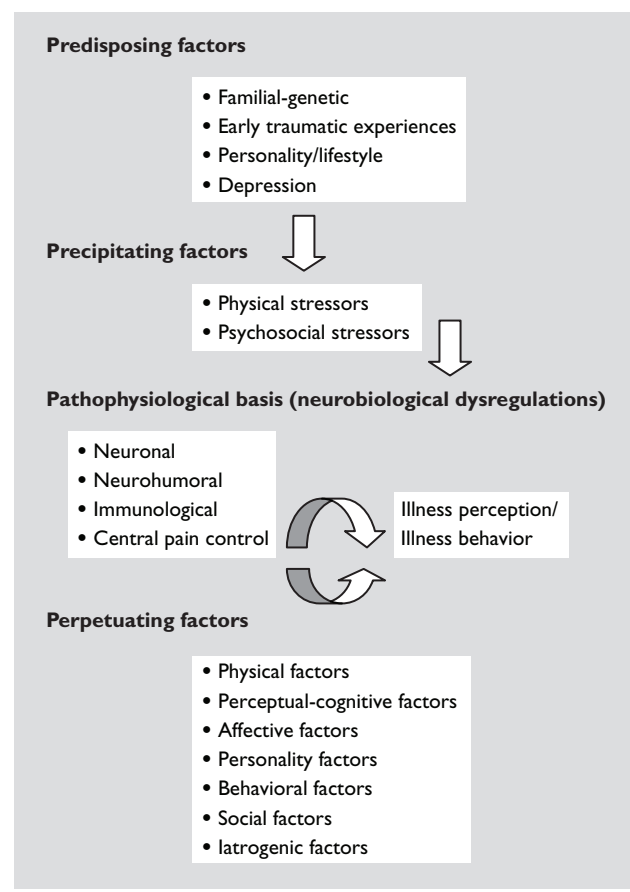 Predisposing factors
• Familial-genetic
• Early traumatic experiences
• Personality/lifestyle
• Depression
Precipitating factors
• Physical stressors
• Psychosocial stressors
Pathophysiological basis (neurobiological dysregulations)
• Neuronal
• Neurohumoral
• Immunological
• Central pain control
Illness perception/
Illness behavior
Perpetuating factors
• Physical factors
• Perceptual-cognitive factors
• Affective factors
• Personality factors
• Behavioral factors
• Social factors
• Iatrogenic factors